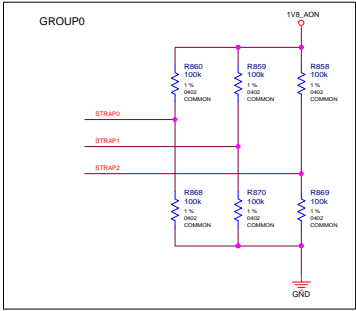 GROUP0
1V8_AON
R860
100k
1 %
0402
COMMON
R859
100k
1 %
0402
COMMON
R858
100k
1 %
0402
COMMON
STRAP0
STRAP1
STRAP2
R868
100k
1 %
0402
COMMON
R870
100k
1 %
0402
COMMON
R869
100k
1 %
0402
COMMON
GND